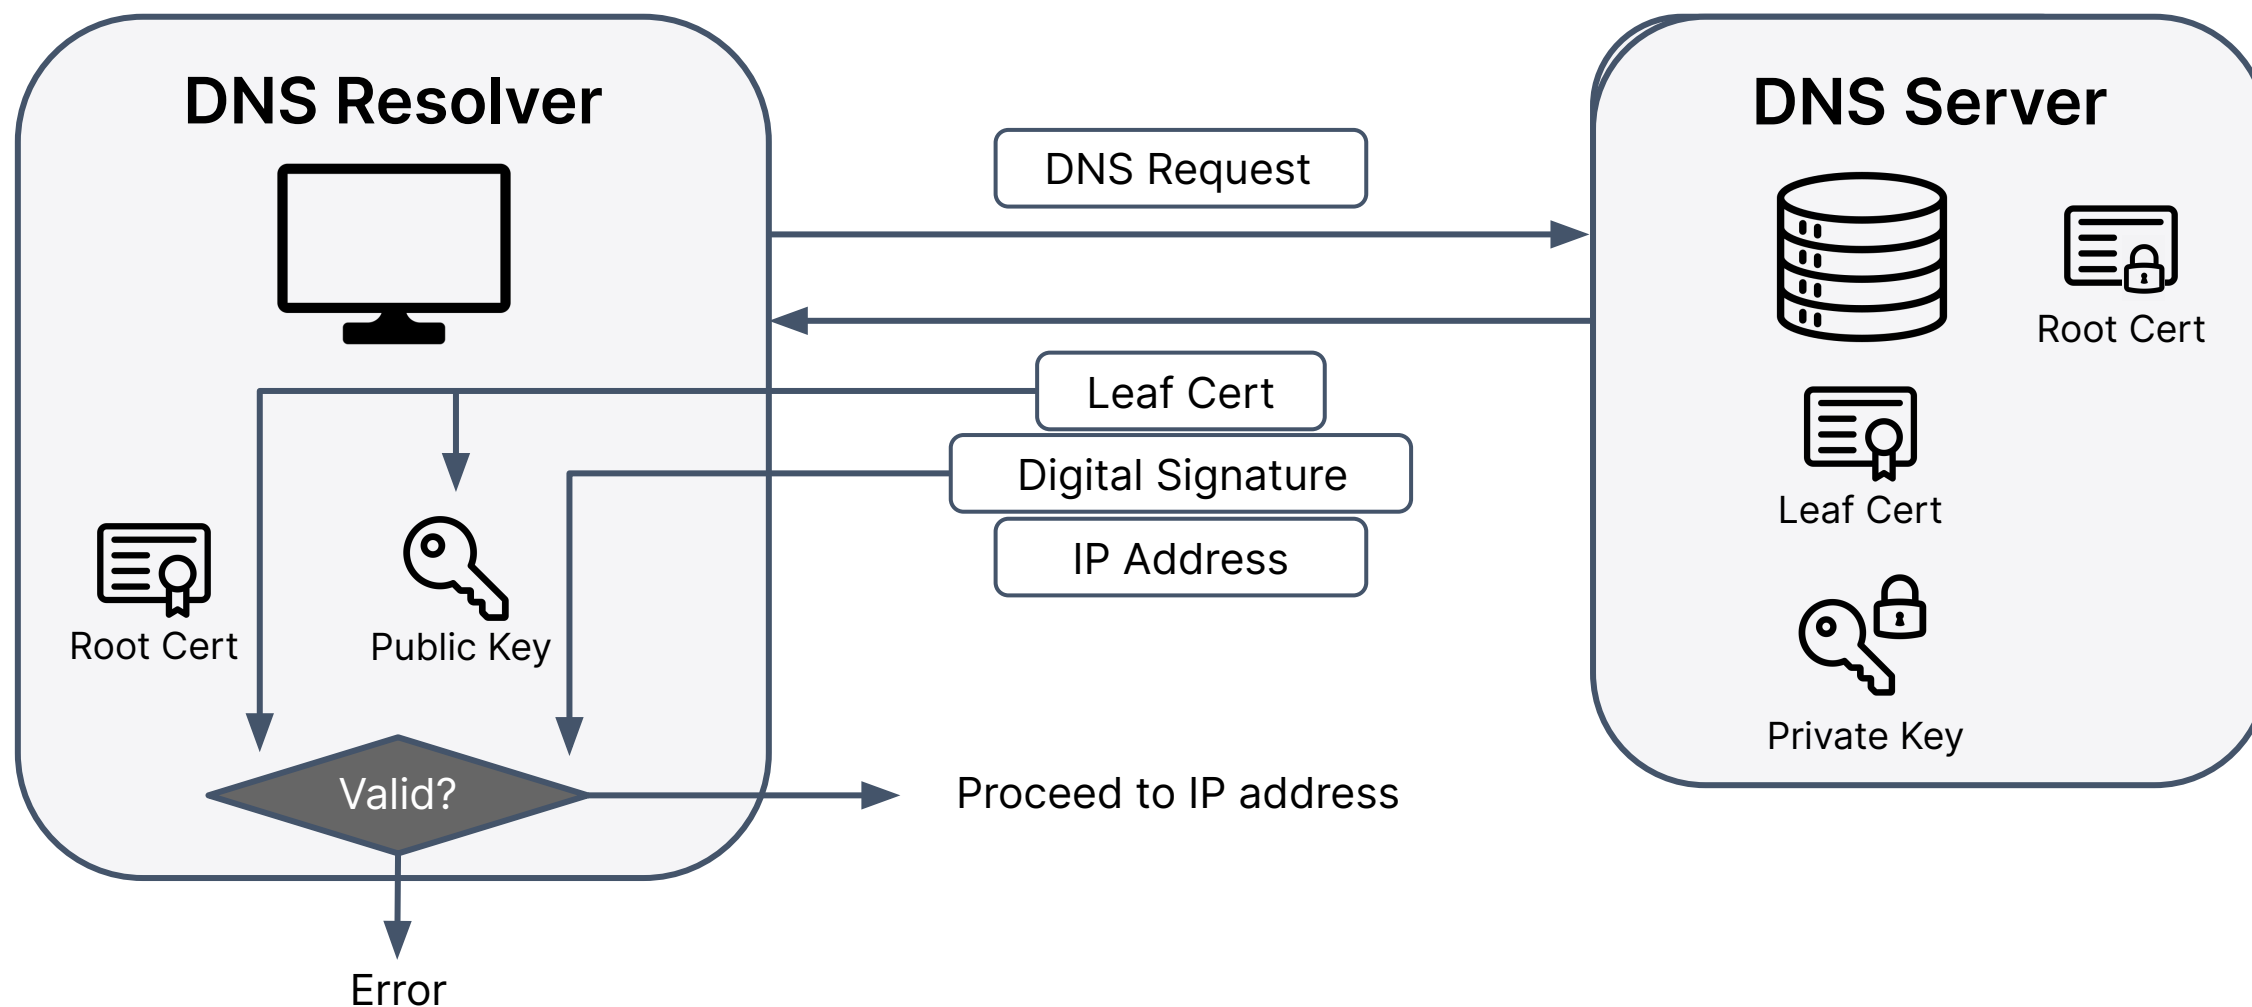 DNS Resolver
DNS Request
DNS Server
Root Cert
Leaf Cert
Digital Signature
IP Address
Leaf Cert
Root Cert
Public Key
Private Key
Valid?
Proceed to IP address
Error